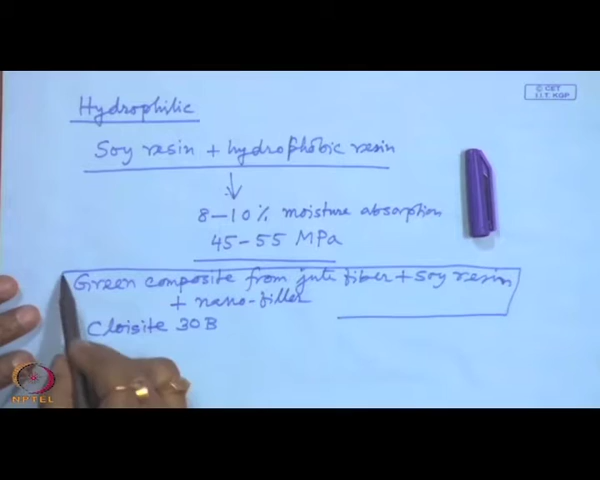 © CET
I.I.T. KGP
Hydrophilic
Soy resin + hydrophobic resin
8-10% moisture absorption
45-55 MPa
Green composite from jute fiber + Soy resin
+ nano-filler
Cloisite 30B
NPTEL